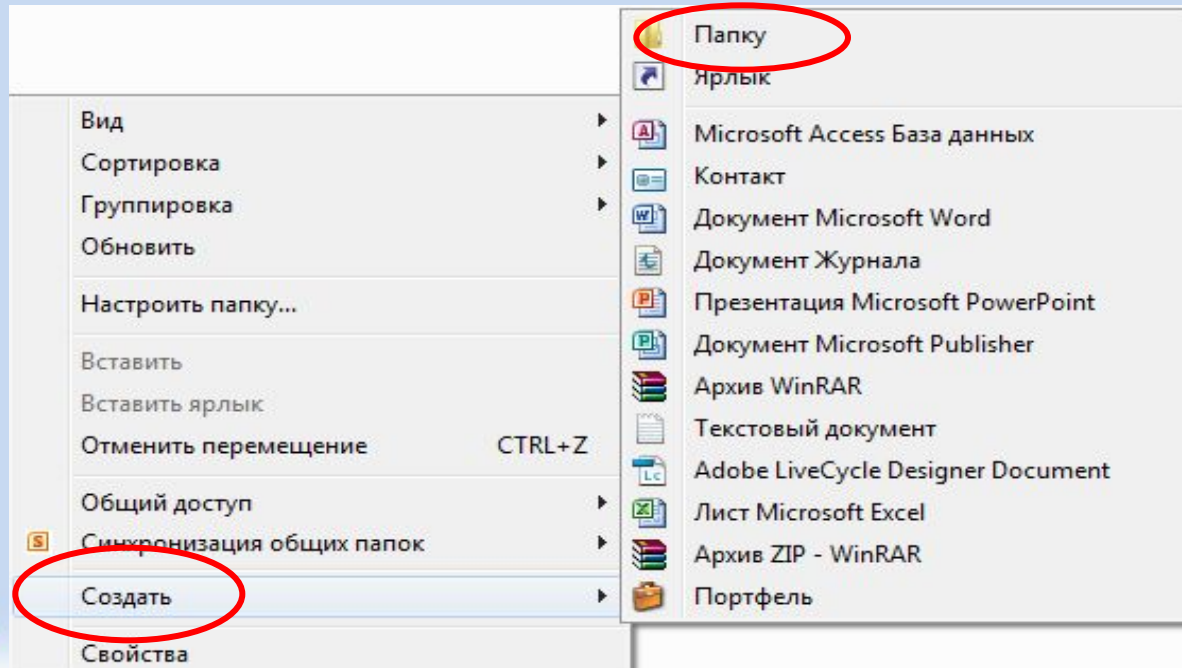 Вид
Сортировка
Группировка
Обновить
Настроить папку...
Вставить
Вставить ярлык
Отменить перемещение CTRL+Z
Общий доступ
Синхронизация общих папок
Создать
Свойства
Папку
Ярлык
Microsoft Access База данных
Контакт
Документ Microsoft Word
Документ Журнала
Презентация Microsoft PowerPoint
Документ Microsoft Publisher
Архив WinRAR
Текстовый документ
Adobe LiveCycle Designer Document
Лист Microsoft Excel
Архив ZIP - WinRAR
Портфель